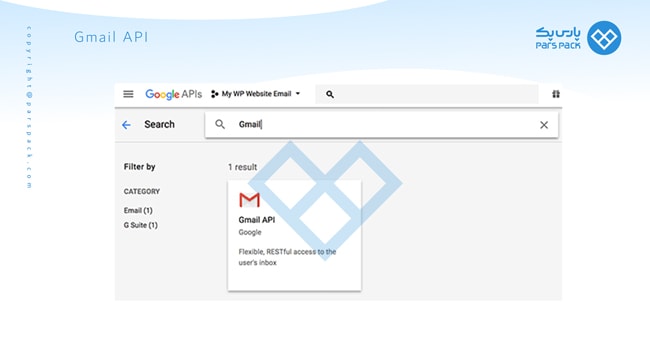 Gmail API
پارس پک
PARS PACK
copyright@parspack.com
Google APIs
My WP Website Email
Search
Gmail
Filter by
1 result
CATEGORY
Email (1)
G Suite (1)
Gmail API
Google
Flexible, RESTful access to the
user's inbox